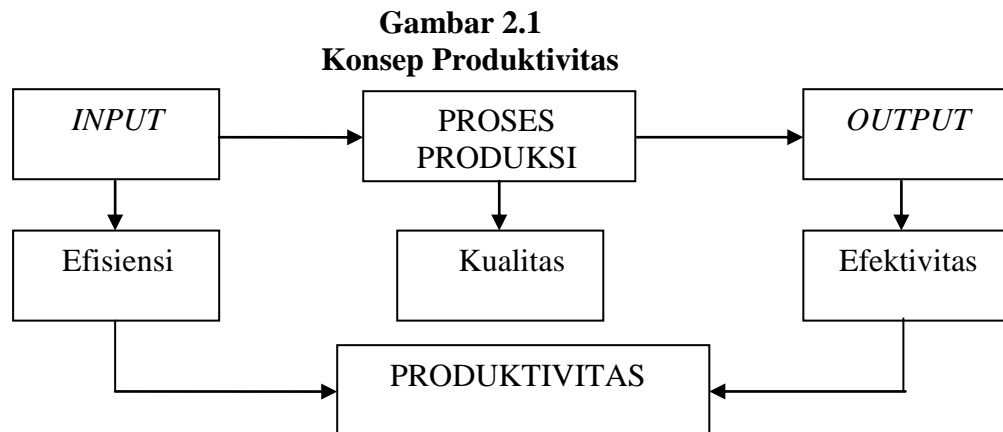 Gambar 2.1
Konsep Produktivitas
INPUT
PROSES
PRODUKSI
OUTPUT
Efisiensi
Kualitas
Efektivitas
PRODUKTIVITAS